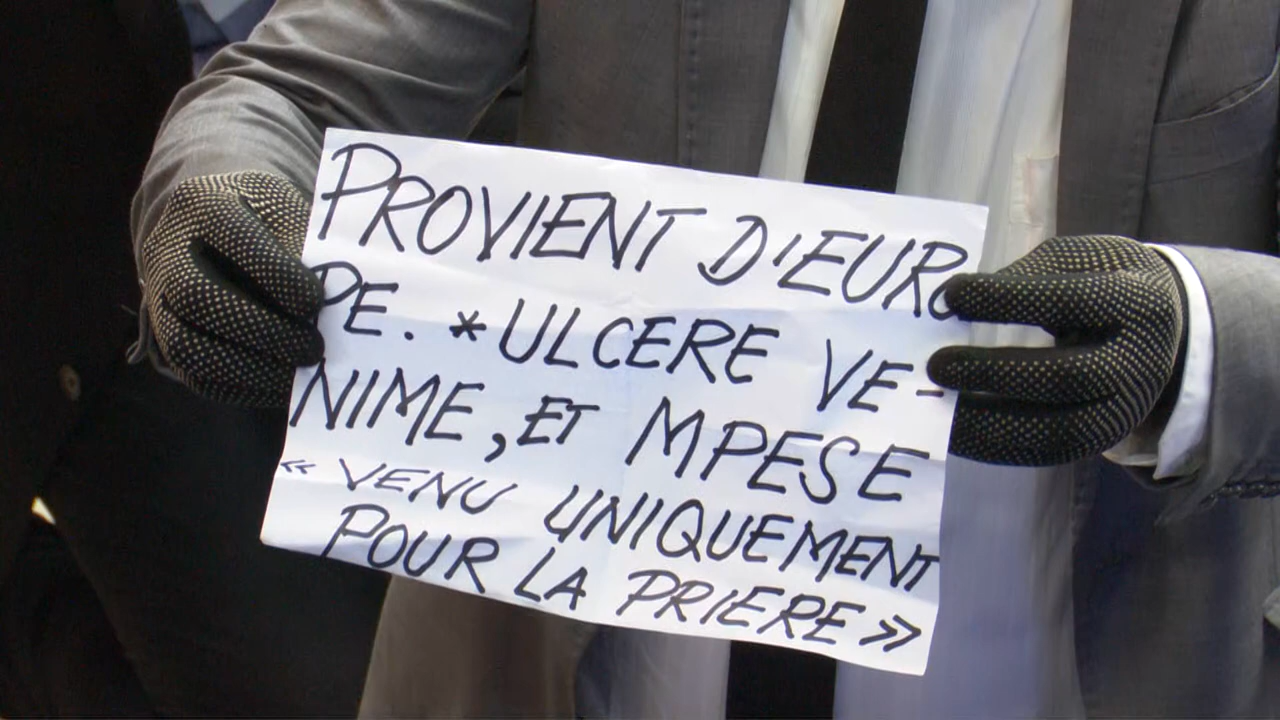 PROVIENT D'EURO
PE. *ULCERE VE-
NIME, ET MPESE
« VENU UNIQUEMENT
POUR LA PRIERE »